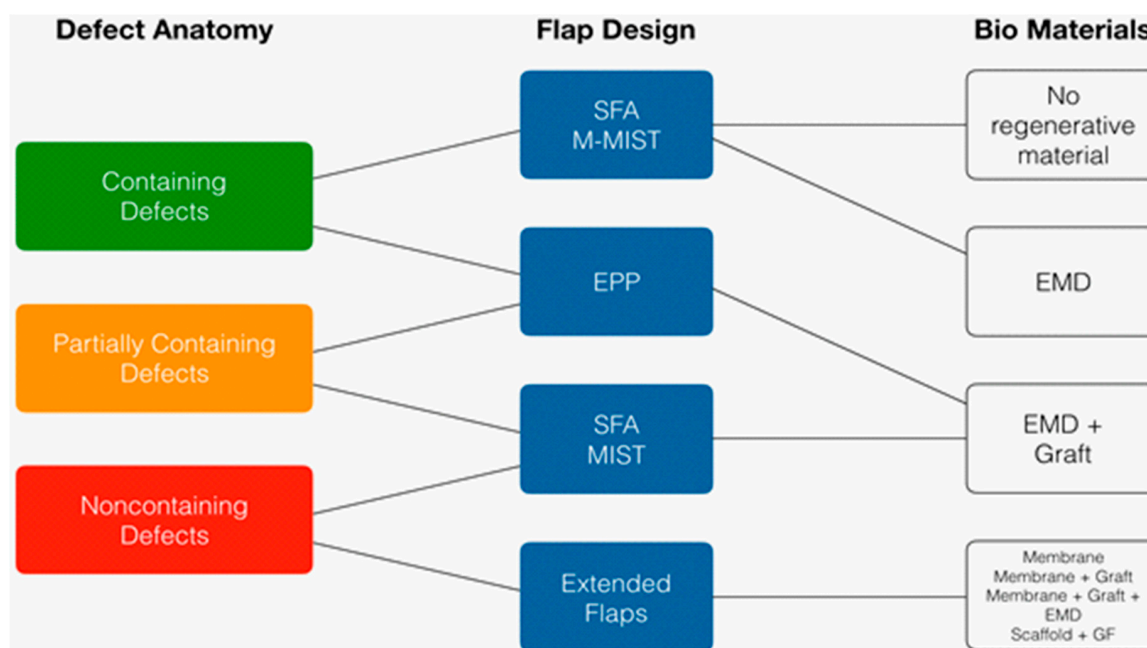 Defect Anatomy
Flap Design
Bio Materials
Containing
Defects
Partially Containing
Defects
Noncontaining
Defects
SFA
M-MIST
EPP
SFA
MIST
Extended
Flaps
No
regenerative
material
EMD
EMD +
Graft
Membrane
Membrane + Graft
Membrane + Graft +
EMD
Scaffold + GF